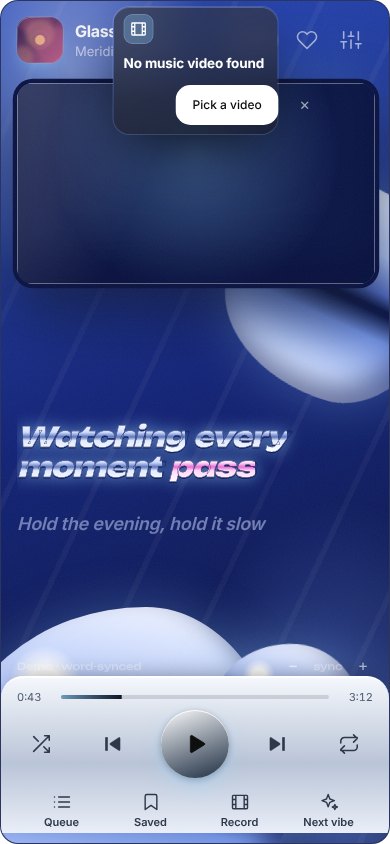 Glass
Meridi
No music video found
Pick a video
Watching every
moment pass
Hold the evening, hold it slow
Demo word-synced
sync
0:43
3:12
Queue
Saved
Record
Next vibe